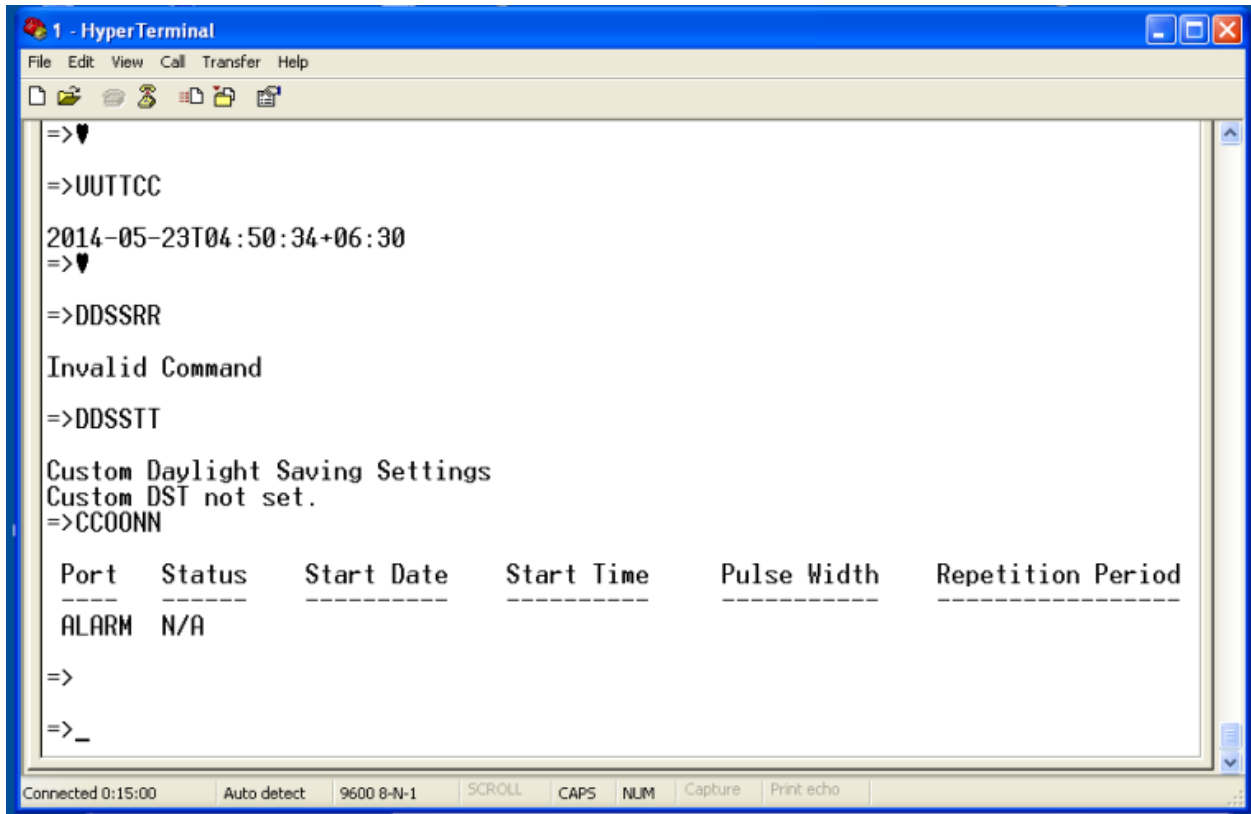 1 - HyperTerminal
File Edit View Call Transfer Help
=>♥
=>UUTTCC
2014-05-23T04:50:34+06:30
=>♥
=>DDSSRR
Invalid Command
=>DDSSTT
Custom Daylight Saving Settings
Custom DST not set.
=>CCOONN
Port Status Start Date Start Time Pulse Width Repetition Period
---- ------ ---------- ---------- ----------- -----------------
ALARM N/A
=>
=>_
Connected 0:15:00 Auto detect 9600 8-N-1 SCROLL CAPS NUM Capture Print echo